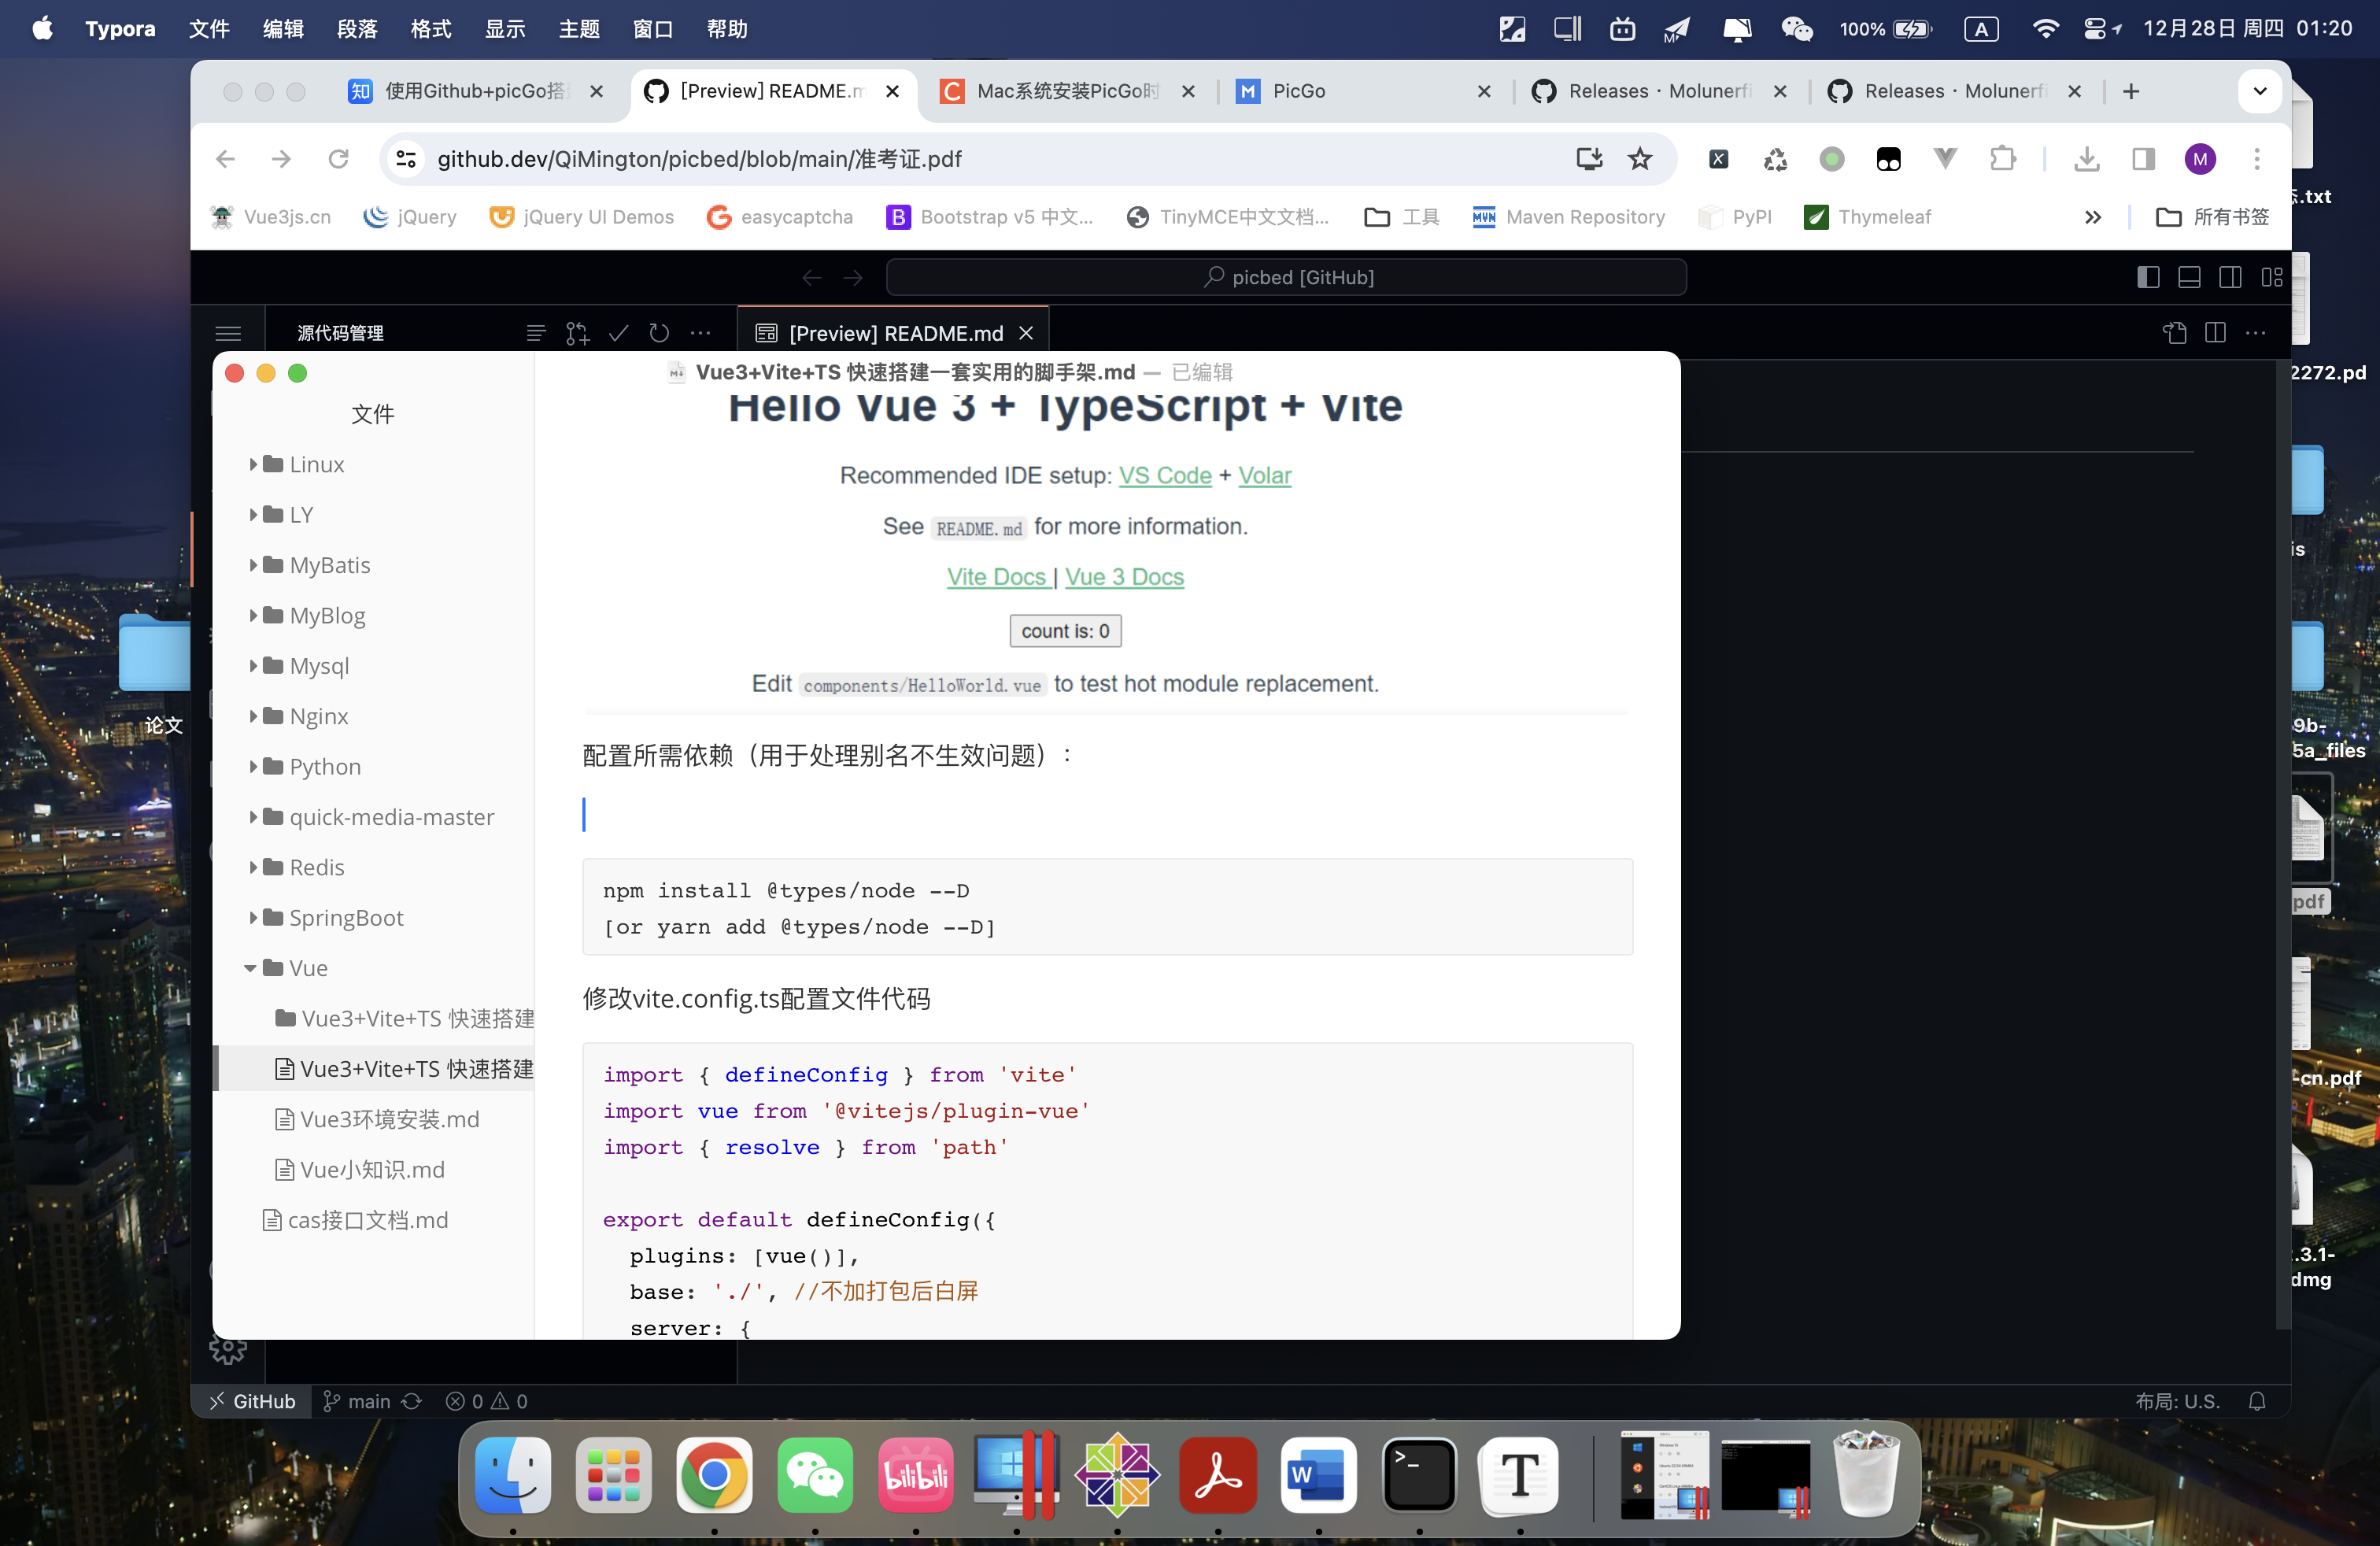 Typora 文件 编辑 段落 格式 显示 主题 窗口 帮助 100% A 12月28日 周四 01:20
知 使用Github+picGo搭
[Preview] README.m
C Mac系统安装PicGo时
M PicGo
Releases · Molunerfi
Releases · Molunerfi
github.dev/QiMington/picbed/blob/main/准考证.pdf
M
Vue3js.cn jQuery jQuery UI Demos easycaptcha B Bootstrap v5 中文... TinyMCE中文文档... 工具 MVN Maven Repository PyPI Thymeleaf 所有书签
picbed [GitHub]
源代码管理
[Preview] README.md
Vue3+Vite+TS 快速搭建一套实用的脚手架.md — 已编辑
文件
Linux
LY
MyBatis
MyBlog
Mysql
Nginx
Python
quick-media-master
Redis
SpringBoot
Vue
Vue3+Vite+TS 快速搭建
Vue3+Vite+TS 快速搭建
Vue3环境安装.md
Vue小知识.md
cas接口文档.md
Hello Vue 3 + TypeScript + Vite
Recommended IDE setup: VS Code + Volar
See README.md for more information.
Vite Docs | Vue 3 Docs
count is: 0
Edit components/HelloWorld.vue to test hot module replacement.
配置所需依赖（用于处理别名不生效问题）：
npm install @types/node --D
[or yarn add @types/node --D]
修改vite.config.ts配置文件代码
import { defineConfig } from 'vite'
import vue from '@vitejs/plugin-vue'
import { resolve } from 'path'
export default defineConfig({
plugins: [vue()],
base: './', //不加打包后白屏
server: {
GitHub main 0 0 布局: U.S.
论文
.txt
2272.pd
is
9b-
5a_files
pdf
-cn.pdf
.3.1-
dmg
bilibili
W
>_
T